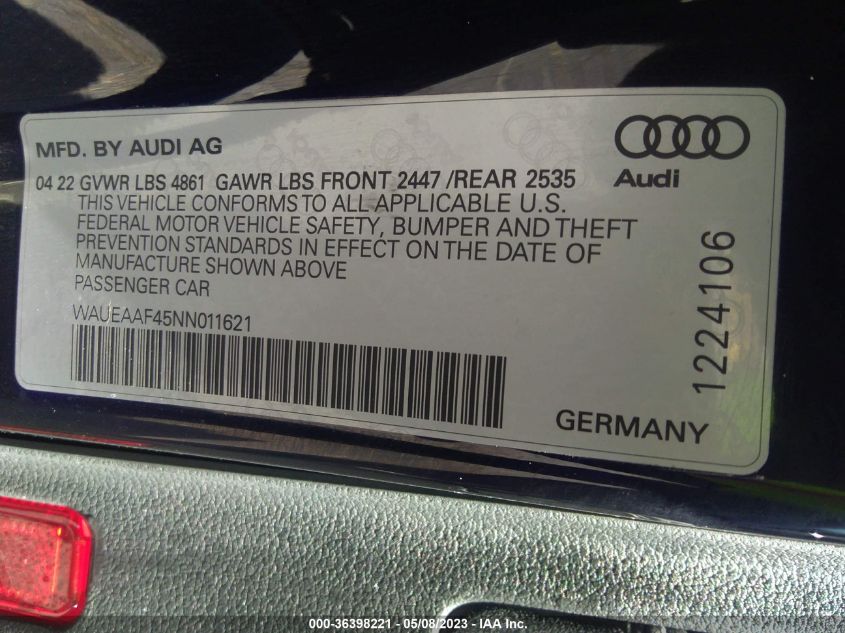 MFD. BY AUDI AG
Audi
04 22 GVWR LBS 4861 GAWR LBS FRONT 2447 /REAR 2535
THIS VEHICLE CONFORMS TO ALL APPLICABLE U.S.
FEDERAL MOTOR VEHICLE SAFETY, BUMPER AND THEFT
PREVENTION STANDARDS IN EFFECT ON THE DATE OF
MANUFACTURE SHOWN ABOVE
PASSENGER CAR
WAUEAAF45NN011621
1224106
GERMANY
000-36398221 - 05/08/2023 - IAA Inc.